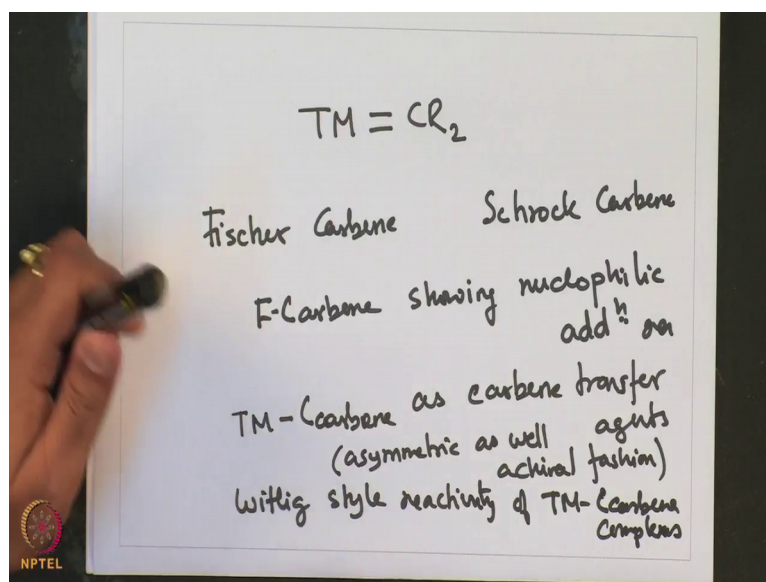 TM = CR2
Fischer Carbene Schrock Carbene
F-Carbene showing nuclophilic
addn on
TM-Ccarbene as carbene transfer
agents
(asymmetric as well
achiral fashion)
Wittig style reactivity of TM-Ccarbene
Complexes
NPTEL